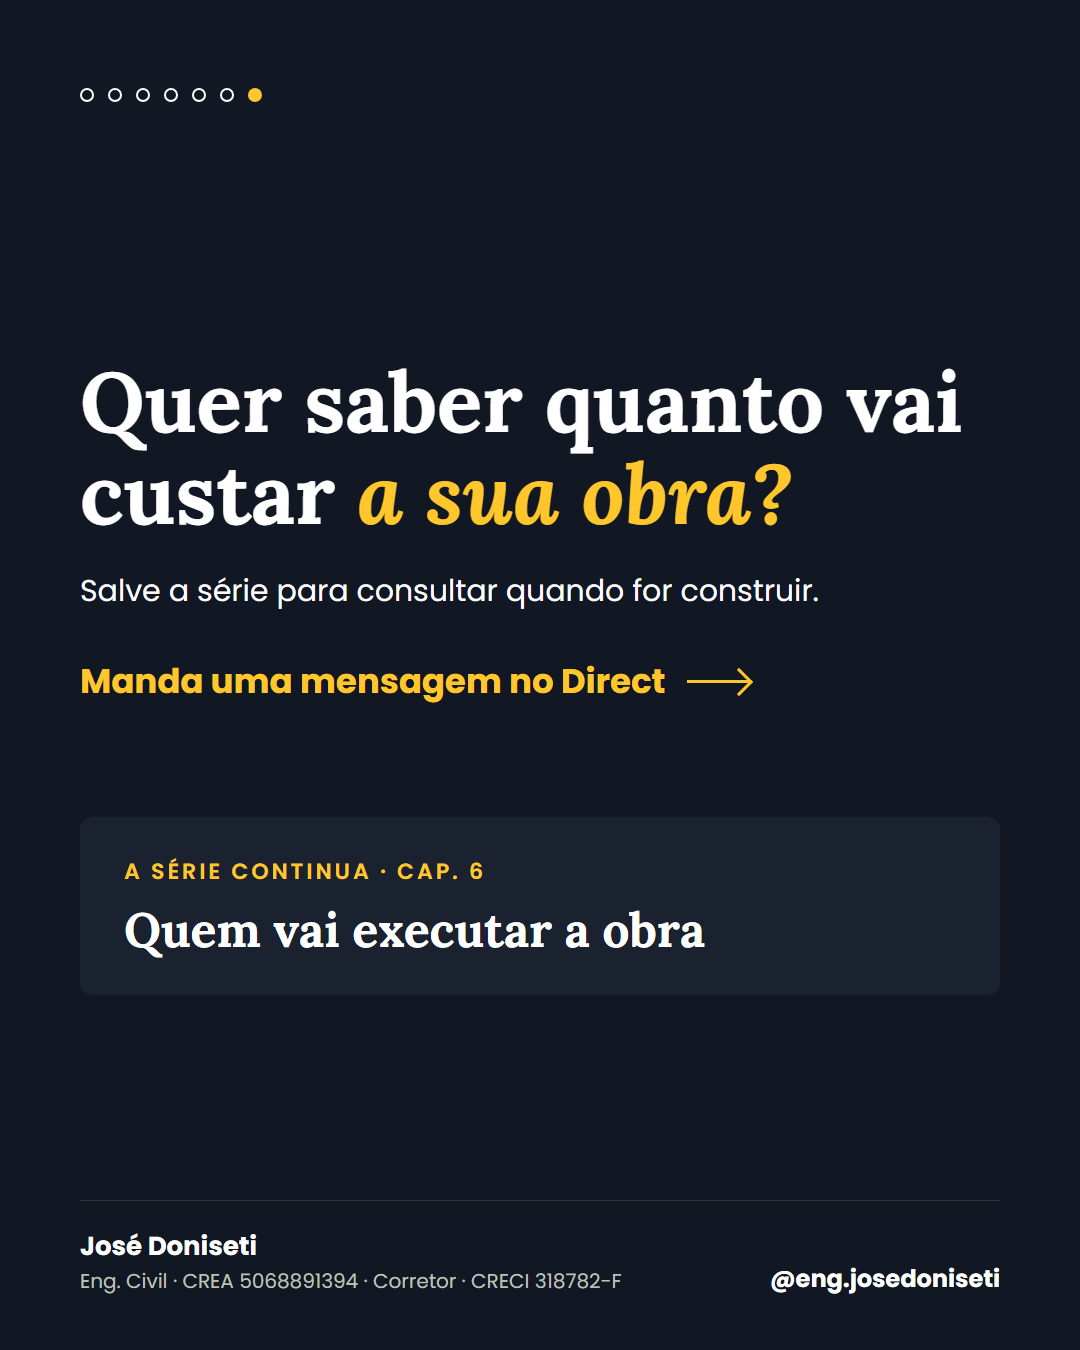 Quer saber quanto vai
custar a sua obra?
Salve a série para consultar quando for construir.
Manda uma mensagem no Direct
A SÉRIE CONTINUA · CAP. 6
Quem vai executar a obra
José Doniseti
Eng. Civil · CREA 5068891394 · Corretor · CRECI 318782-F
@eng.josedoniseti